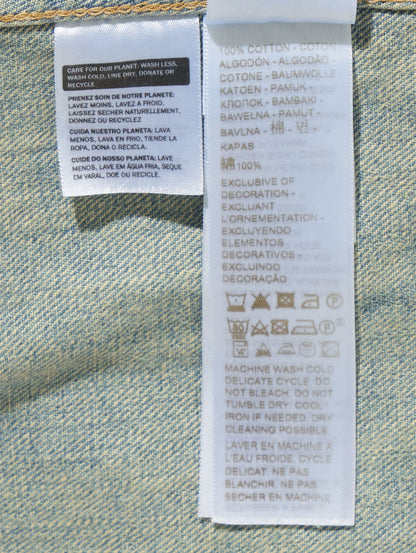 CARE FOR OUR PLANET: WASH LESS,
WASH COLD, LINE DRY, DONATE OR
RECYCLE
PRENEZ SOIN DE NOTRE PLANETE:
LAVEZ MOINS, LAVEZ A FROID,
LAISSEZ SECHER NATURELLEMENT,
DONNEZ OU RECYCLEZ
CUIDA NUESTRO PLANETA: LAVA
MENOS, LAVA EN FRIO, TIENDE LA
ROPA, DONA O RECICLA.
CUIDE DO NOSSO PLANETA: LAVE
MENOS, LAVE EM ÁGUA FRIA, SEQUE
EM VARAL, DOE OU RECICLE.
100% COTTON - COTON -
ALGODÓN - ALGODÃO -
COTONE - BAUMWOLLE -
KATOEN - PAMUK -
ХЛОПОК - BAMBAKI -
BAWEŁNA - PAMUT -
BAVLNA - 棉 - 면 -
KAPAS
綿100%
EXCLUSIVE OF
DECORATION -
EXCLUANT
L'ORNEMENTATION -
EXCLUYENDO
ELEMENTOS
DECORATIVOS -
EXCLUINDO
DECORAÇÃO
MACHINE WASH COLD
DELICATE CYCLE. DO
NOT BLEACH. DO NOT
TUMBLE DRY. COOL
IRON IF NEEDED. DRY
CLEANING POSSIBLE.
LAVER EN MACHINE À
L'EAU FROIDE. CYCLE
DELICAT. NE PAS
BLANCHIR. NE PAS
SECHER EN MACHINE